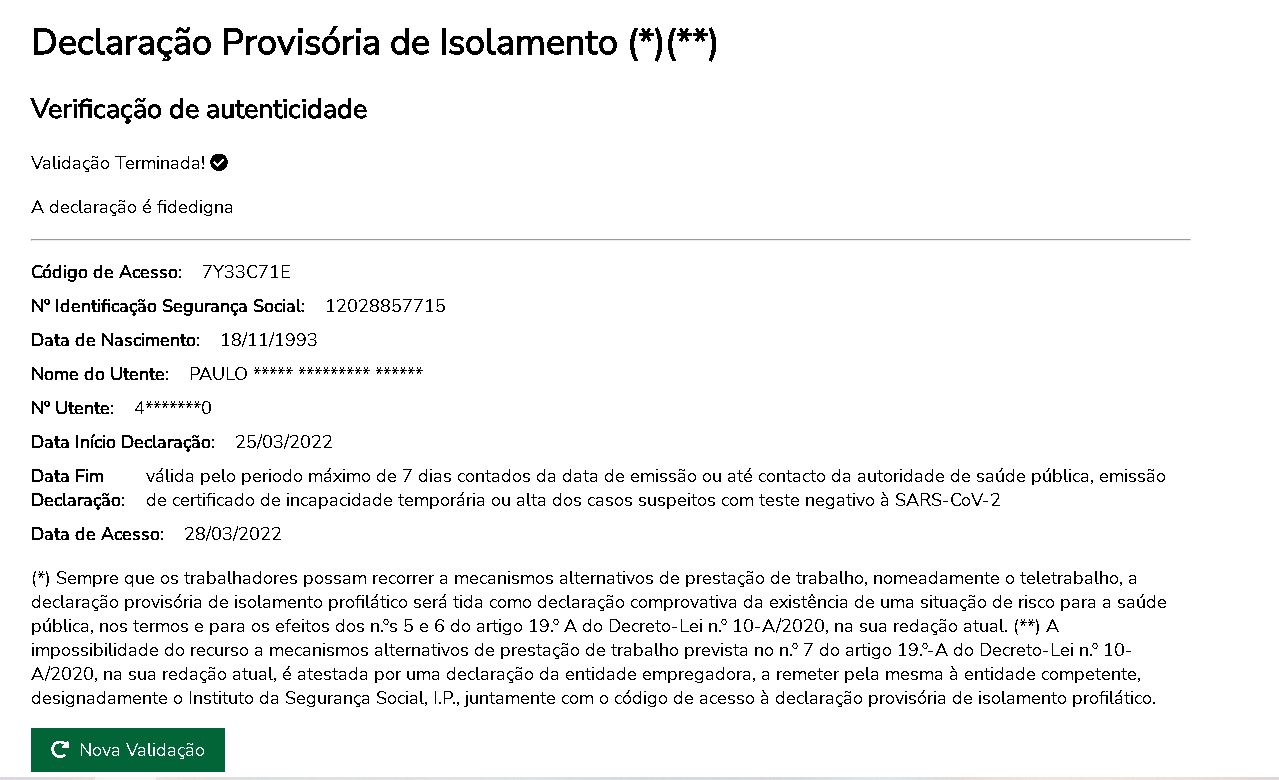 Declaração Provisória de Isolamento (*)(**)
Verificação de autenticidade
Validação Terminada!
A declaração é fidedigna
Código de Acesso: 7Y33C71E
Nº Identificação Segurança Social: 12028857715
Data de Nascimento: 18/11/1993
Nome do Utente: PAULO ***** ********* ******
Nº Utente: 4*******0
Data Início Declaração: 25/03/2022
Data Fim válida pelo periodo máximo de 7 dias contados da data de emissão ou até contacto da autoridade de saúde pública, emissão
Declaração: de certificado de incapacidade temporária ou alta dos casos suspeitos com teste negativo à SARS-CoV-2
Data de Acesso: 28/03/2022
(*) Sempre que os trabalhadores possam recorrer a mecanismos alternativos de prestação de trabalho, nomeadamente o teletrabalho, a
declaração provisória de isolamento profilático será tida como declaração comprovativa da existência de uma situação de risco para a saúde
pública, nos termos e para os efeitos dos n.ºs 5 e 6 do artigo 19.º A do Decreto-Lei n.º 10-A/2020, na sua redação atual. (**) A
impossibilidade do recurso a mecanismos alternativos de prestação de trabalho prevista no n.º 7 do artigo 19.º-A do Decreto-Lei n.º 10-
A/2020, na sua redação atual, é atestada por uma declaração da entidade empregadora, a remeter pela mesma à entidade competente,
designadamente o Instituto da Segurança Social, I.P., juntamente com o código de acesso à declaração provisória de isolamento profilático.
Nova Validação